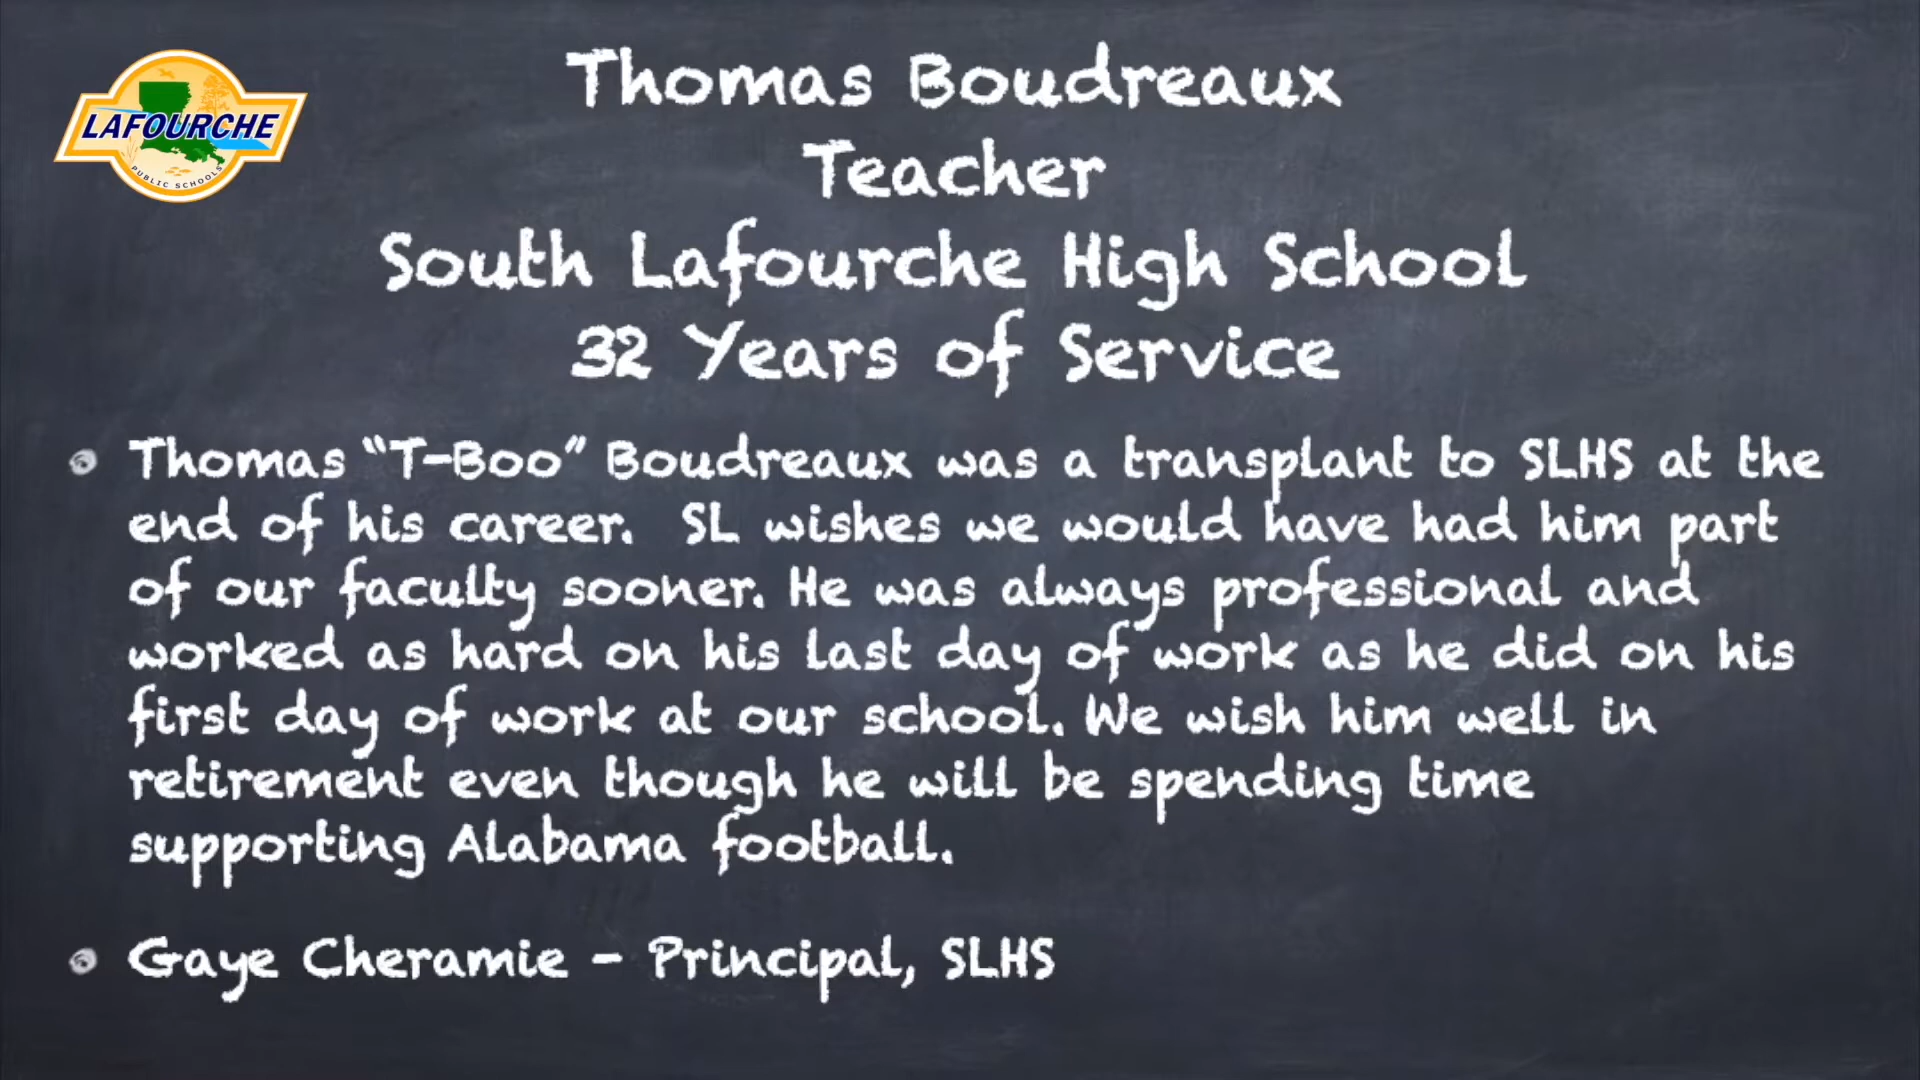 LAFOURCHE
PUBLIC SCHOOLS
Thomas Boudreaux
Teacher
South Lafourche High School
32 Years of Service
Thomas “T-Boo” Boudreaux was a transplant to SLHS at the
end of his career. SL wishes we would have had him part
of our faculty sooner. He was always professional and
worked as hard on his last day of work as he did on his
first day of work at our school. We wish him well in
retirement even though he will be spending time
supporting Alabama football.
Gaye Cheramie - Principal, SLHS